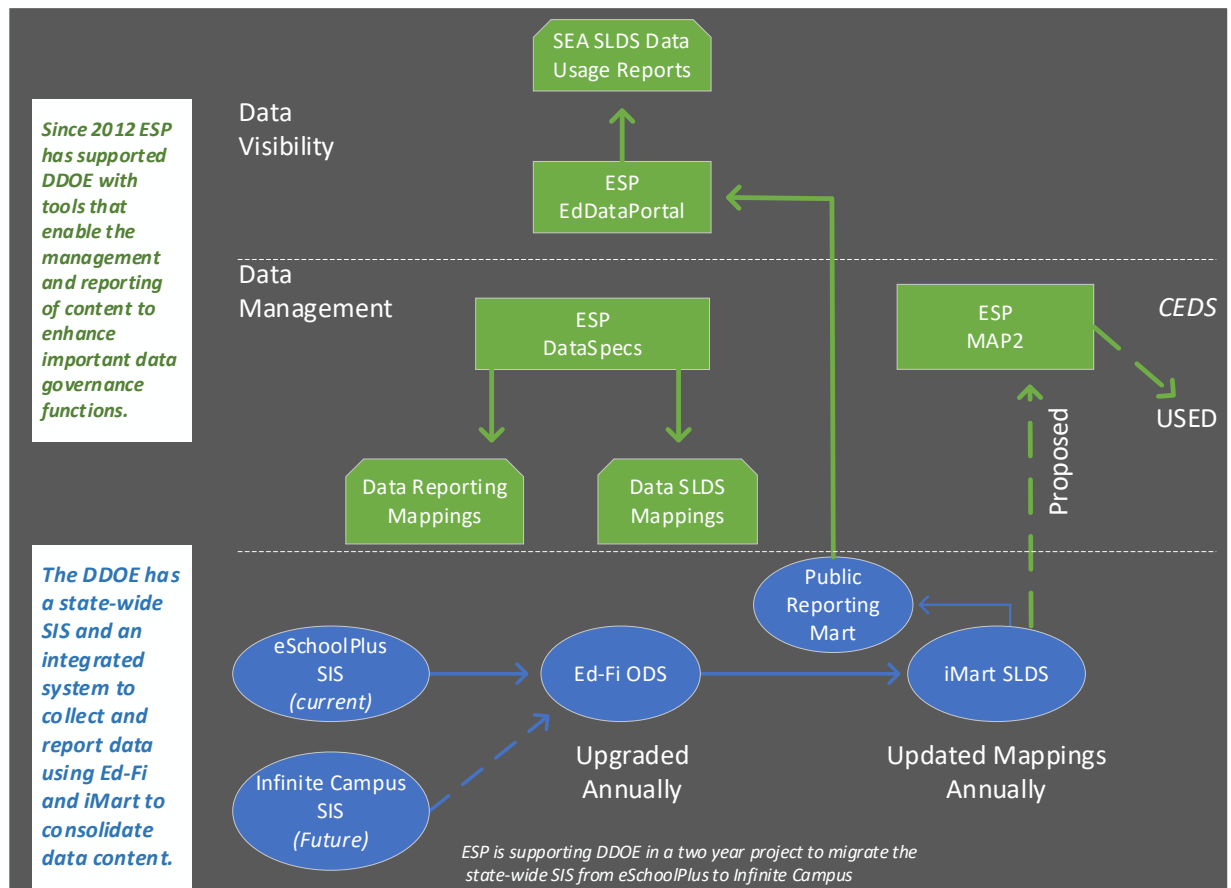 SEA SLDS Data
Usage Reports
Data
Visibility
Since 2012 ESP
has supported
DDOE with
tools that
enable the
management
and reporting
of content to
enhance
important data
governance
functions.
ESP
EdDataPortal
Data
Management
ESP
DataSpecs
ESP
MAP2
CEDS
USED
Proposed
Data Reporting
Mappings
Data SLDS
Mappings
The DDOE has
a state-wide
SIS and an
integrated
system to
collect and
report data
using Ed-Fi
and iMart to
consolidate
data content.
Public
Reporting
Mart
eSchoolPlus
SIS
(current)
Ed-Fi ODS
iMart SLDS
Upgraded
Annually
Updated Mappings
Annually
Infinite Campus
SIS
(Future)
ESP is supporting DDOE in a two year project to migrate the
state-wide SIS from eSchoolPlus to Infinite Campus